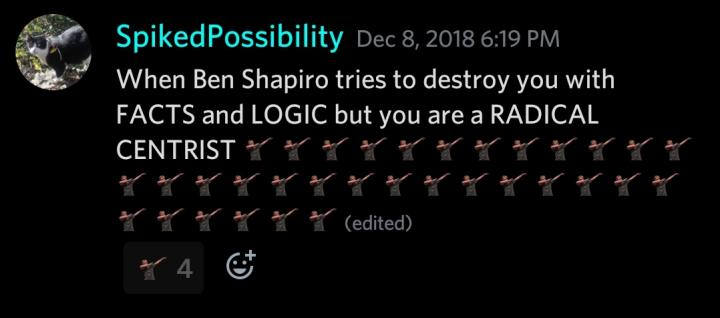 SpikedPossibility Dec 8, 2018 6:19 PM
When Ben Shapiro tries to destroy you with
FACTS and LOGIC but you are a RADICAL
CENTRIST
(edited)
4